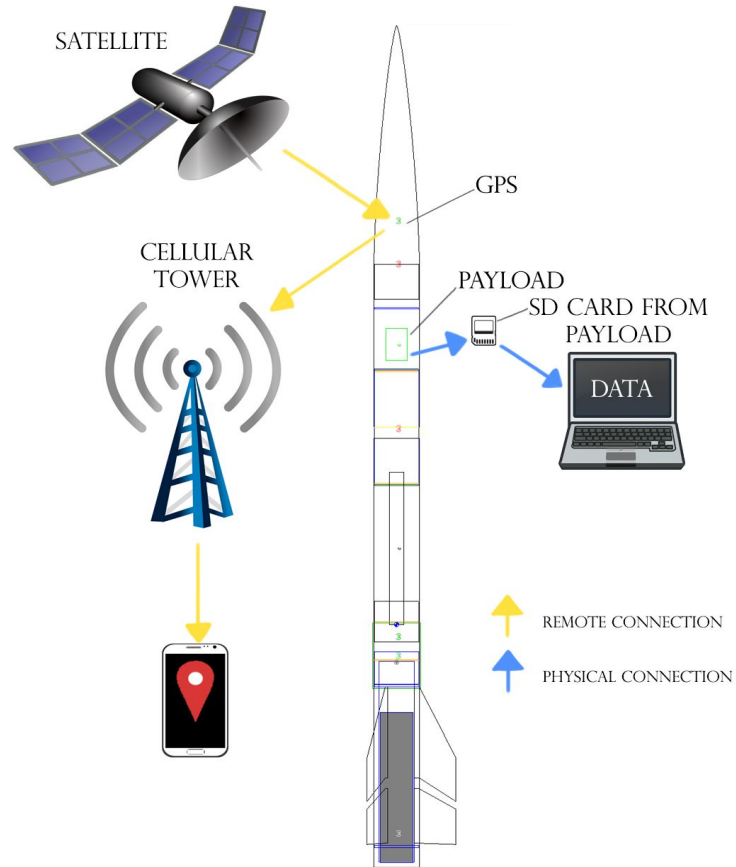 SATELLITE
GPS
CELLULAR
TOWER
PAYLOAD
SD CARD FROM
PAYLOAD
DATA
REMOTE CONNECTION
PHYSICAL CONNECTION